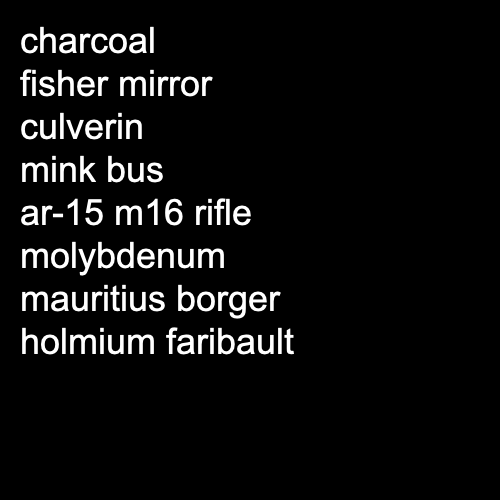 charcoal
fisher mirror
culverin
mink bus
ar-15 m16 rifle
molybdenum
mauritius borger
holmium faribault